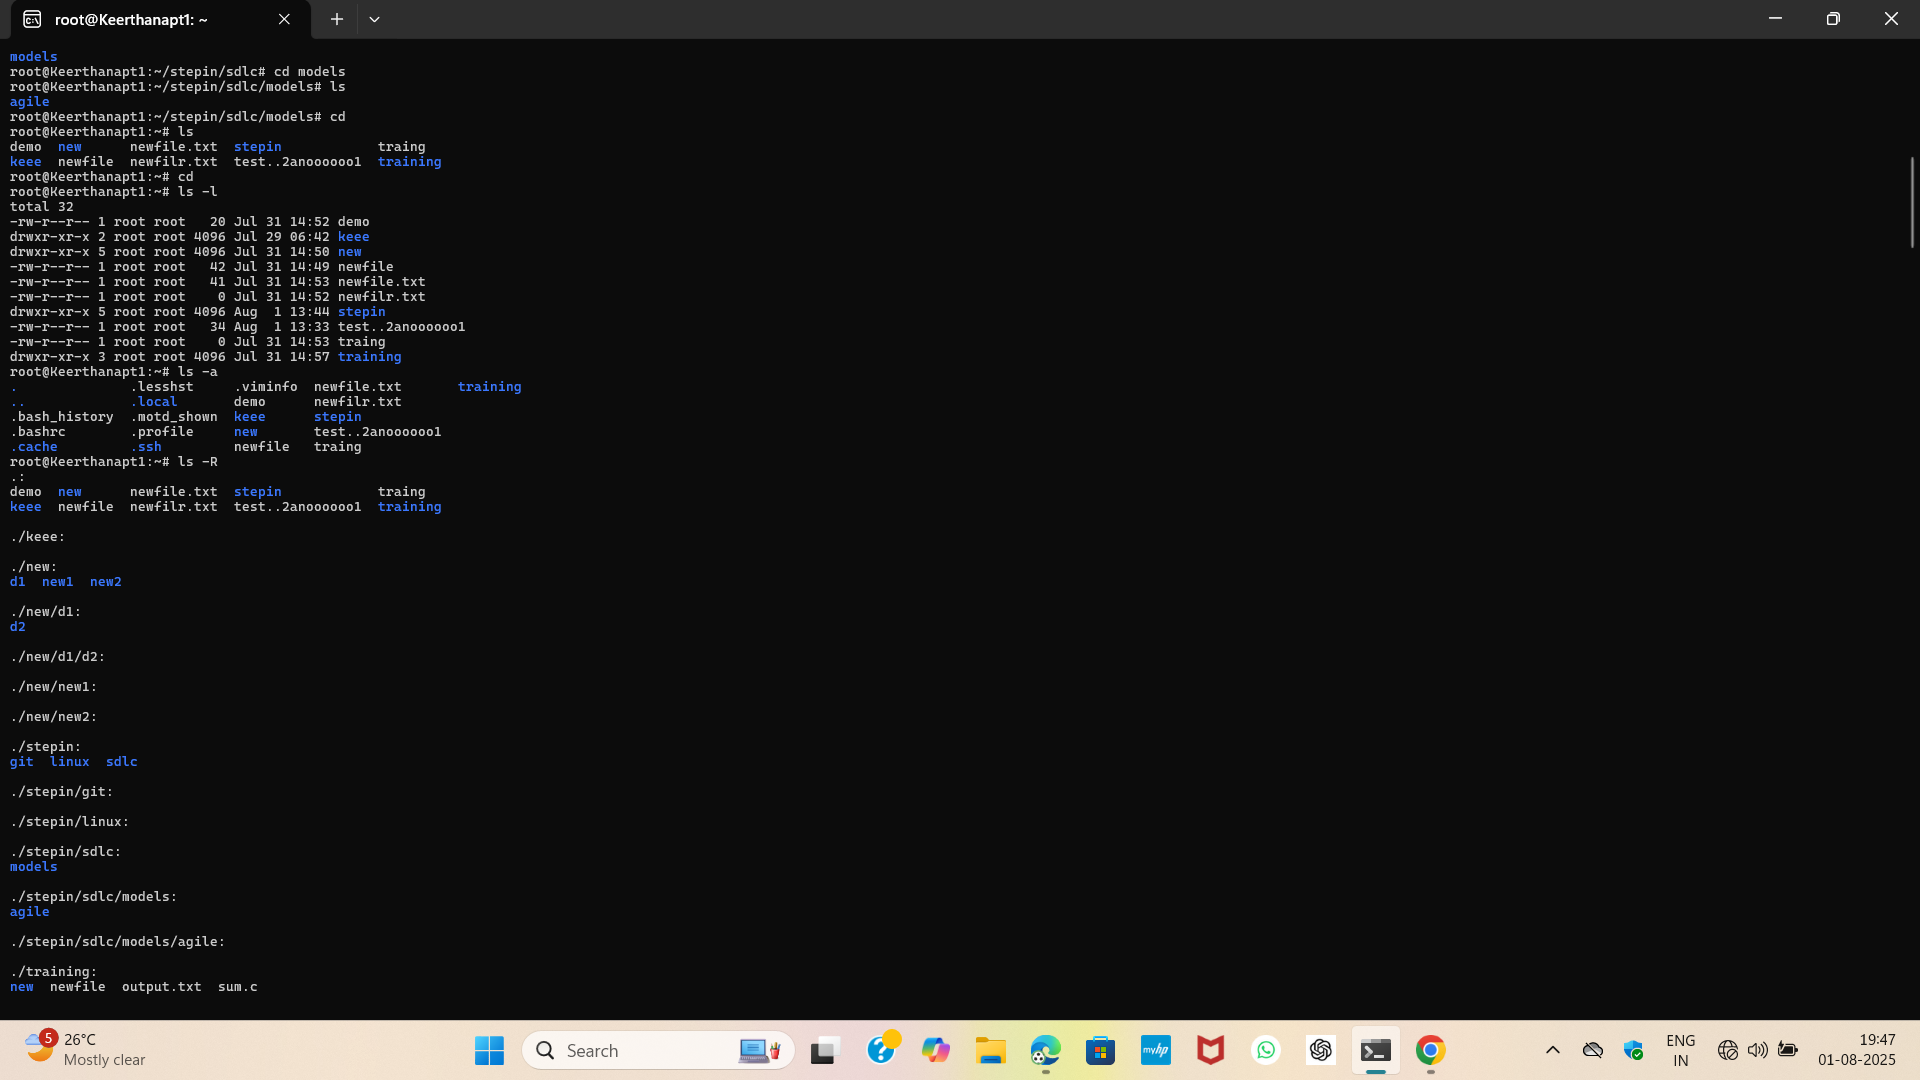 root@Keerthanapt1: ~
models
root@Keerthanapt1:~/stepin/sdlc# cd models
root@Keerthanapt1:~/stepin/sdlc/models# ls
agile
root@Keerthanapt1:~/stepin/sdlc/models# cd
root@Keerthanapt1:~# ls
demo  new      newfile.txt  stepin            traing
keee  newfile  newfilr.txt  test..2anoooooo1  training
root@Keerthanapt1:~# cd
root@Keerthanapt1:~# ls -l
total 32
-rw-r--r-- 1 root root   20 Jul 31 14:52 demo
drwxr-xr-x 2 root root 4096 Jul 29 06:42 keee
drwxr-xr-x 5 root root 4096 Jul 31 14:50 new
-rw-r--r-- 1 root root   42 Jul 31 14:49 newfile
-rw-r--r-- 1 root root   41 Jul 31 14:53 newfile.txt
-rw-r--r-- 1 root root    0 Jul 31 14:52 newfilr.txt
drwxr-xr-x 5 root root 4096 Aug  1 13:44 stepin
-rw-r--r-- 1 root root   34 Aug  1 13:33 test..2anoooooo1
-rw-r--r-- 1 root root    0 Jul 31 14:53 traing
drwxr-xr-x 3 root root 4096 Jul 31 14:57 training
root@Keerthanapt1:~# ls -a
.              .lesshst     .viminfo  newfile.txt       training
..             .local       demo      newfilr.txt
.bash_history  .motd_shown  keee      stepin
.bashrc        .profile     new       test..2anoooooo1
.cache         .ssh         newfile   traing
root@Keerthanapt1:~# ls -R
.:
demo  new      newfile.txt  stepin            traing
keee  newfile  newfilr.txt  test..2anoooooo1  training
./keee:
./new:
d1  new1  new2
./new/d1:
d2
./new/d1/d2:
./new/new1:
./new/new2:
./stepin:
git  linux  sdlc
./stepin/git:
./stepin/linux:
./stepin/sdlc:
models
./stepin/sdlc/models:
agile
./stepin/sdlc/models/agile:
./training:
new  newfile  output.txt  sum.c
5
26°C
Mostly clear
Search
myhp
ENG
IN
19:47
01-08-2025